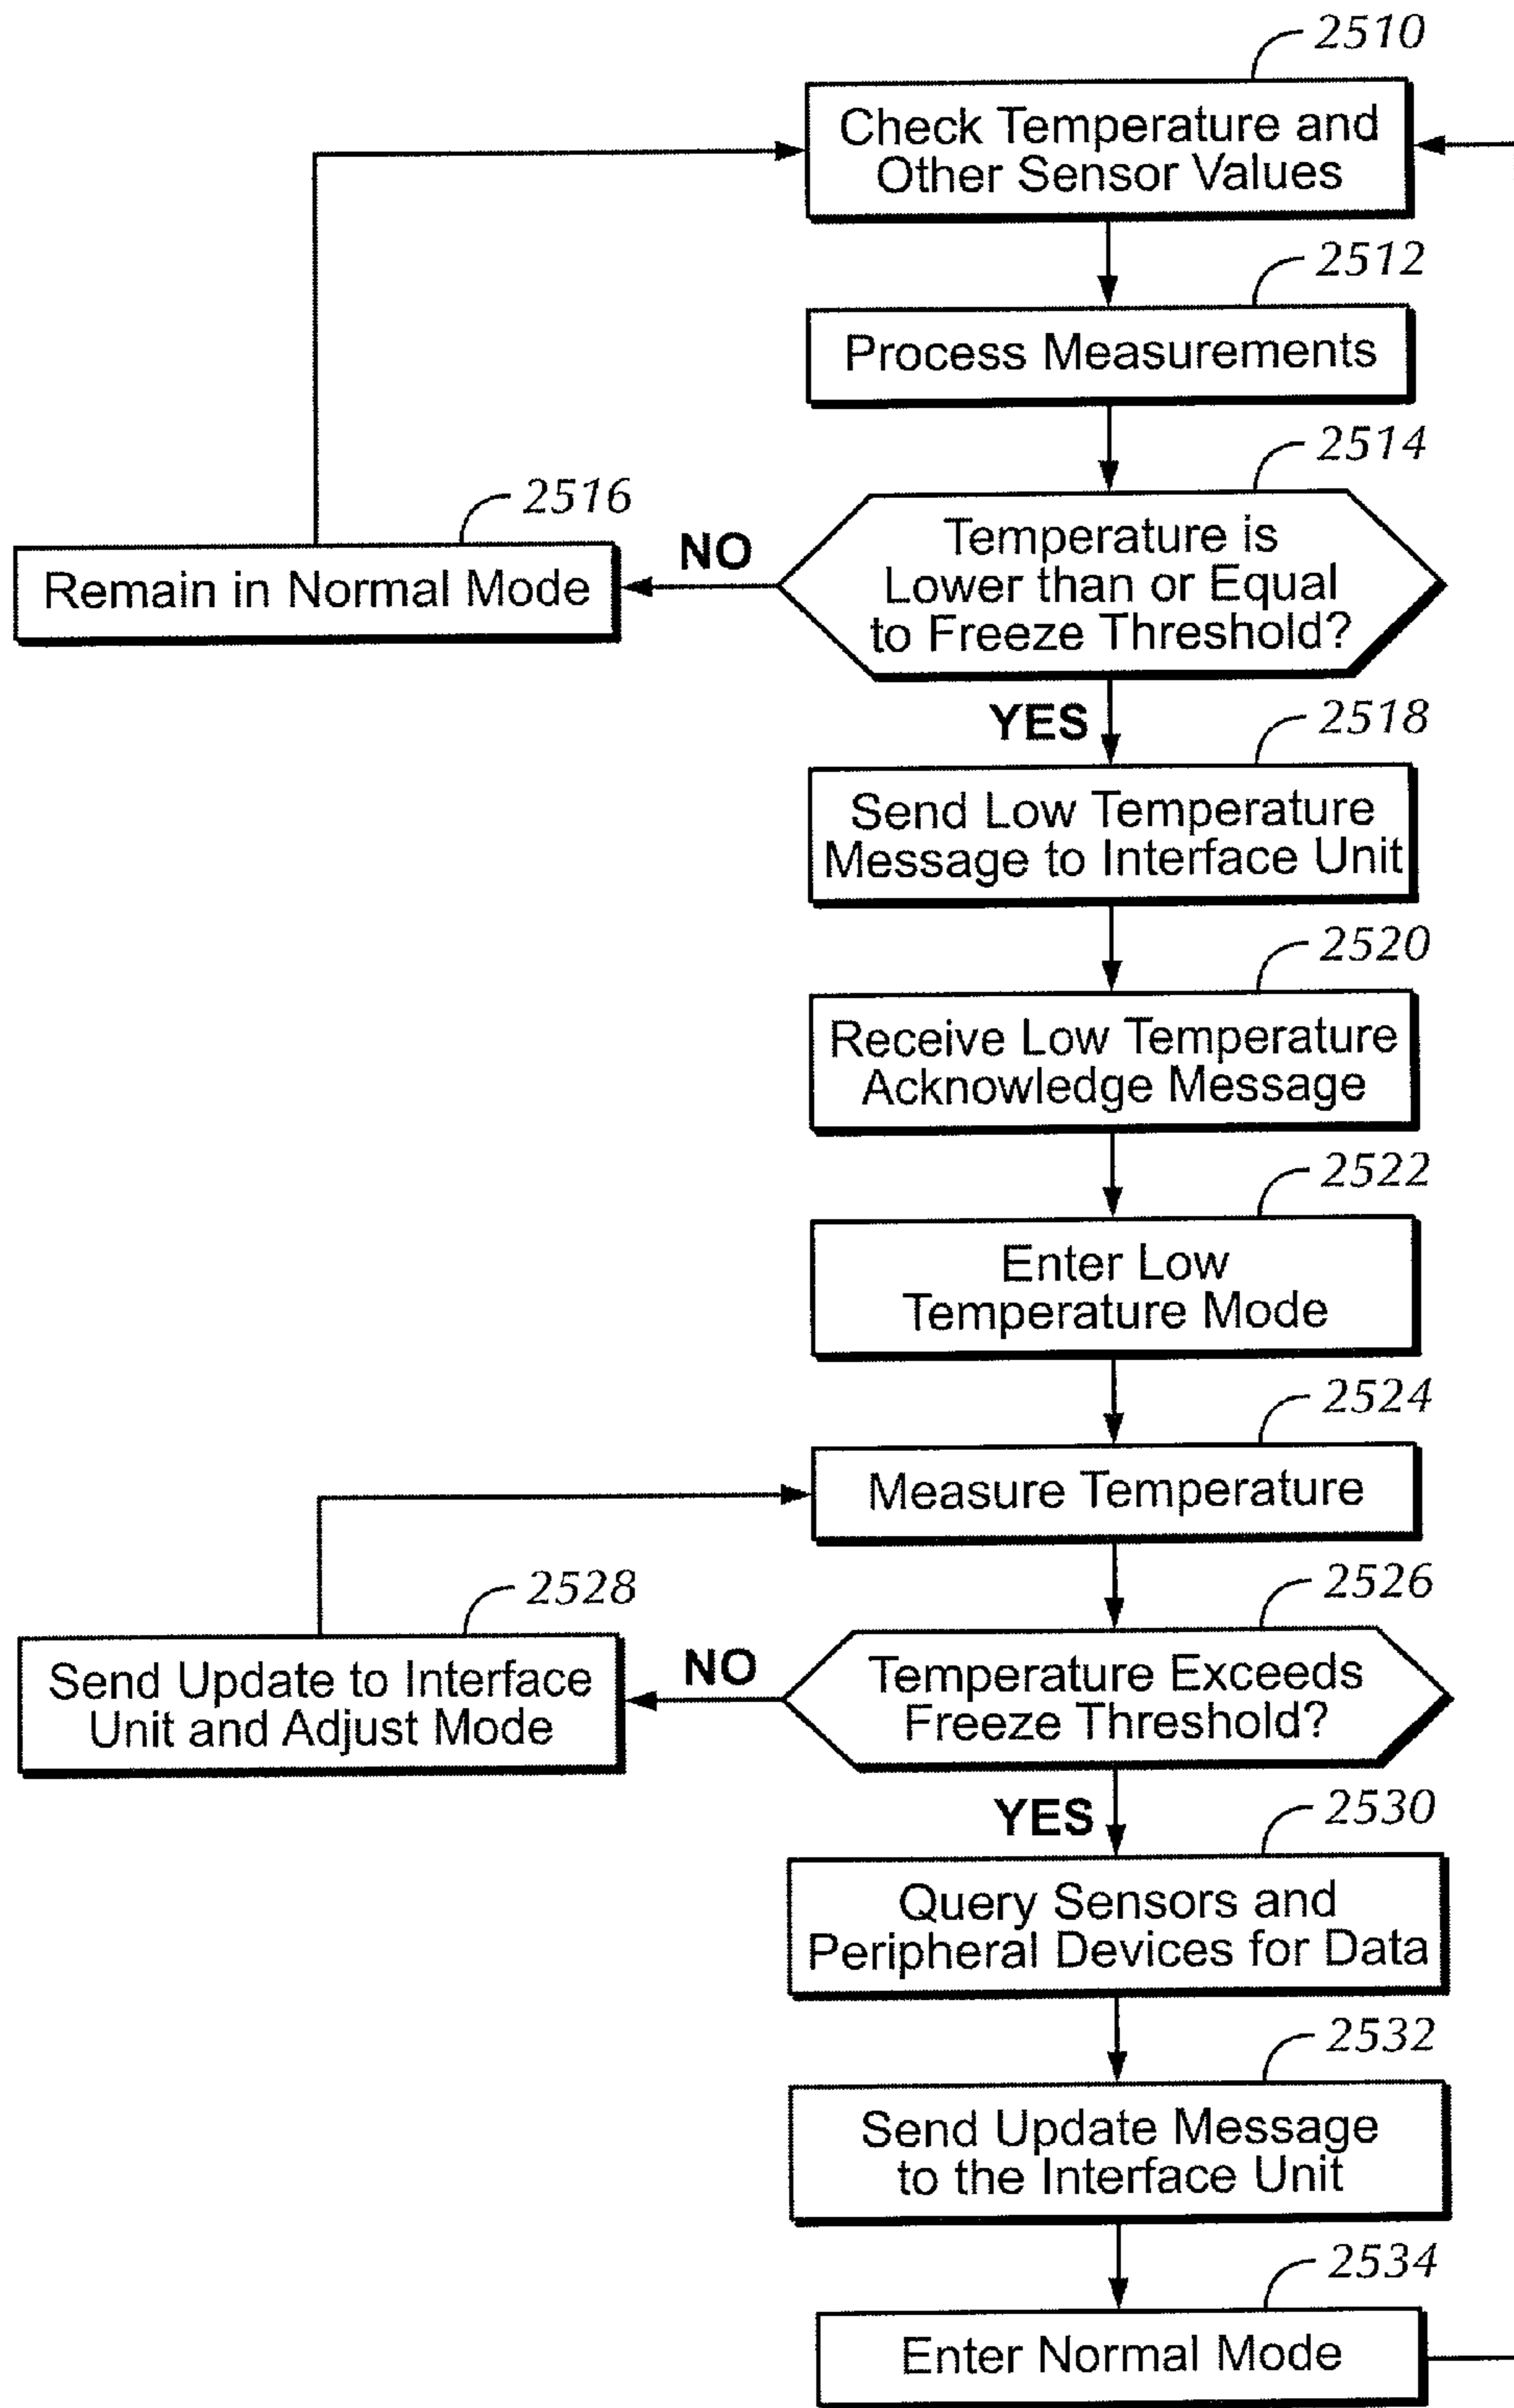 2510
Check Temperature and
Other Sensor Values
2512
Process Measurements
2514
Temperature is
Lower than or Equal
to Freeze Threshold?
NO
2516
Remain in Normal Mode
YES
2518
Send Low Temperature
Message to Interface Unit
2520
Receive Low Temperature
Acknowledge Message
2522
Enter Low
Temperature Mode
2524
Measure Temperature
2526
Temperature Exceeds
Freeze Threshold?
NO
2528
Send Update to Interface
Unit and Adjust Mode
YES
2530
Query Sensors and
Peripheral Devices for Data
2532
Send Update Message
to the Interface Unit
2534
Enter Normal Mode